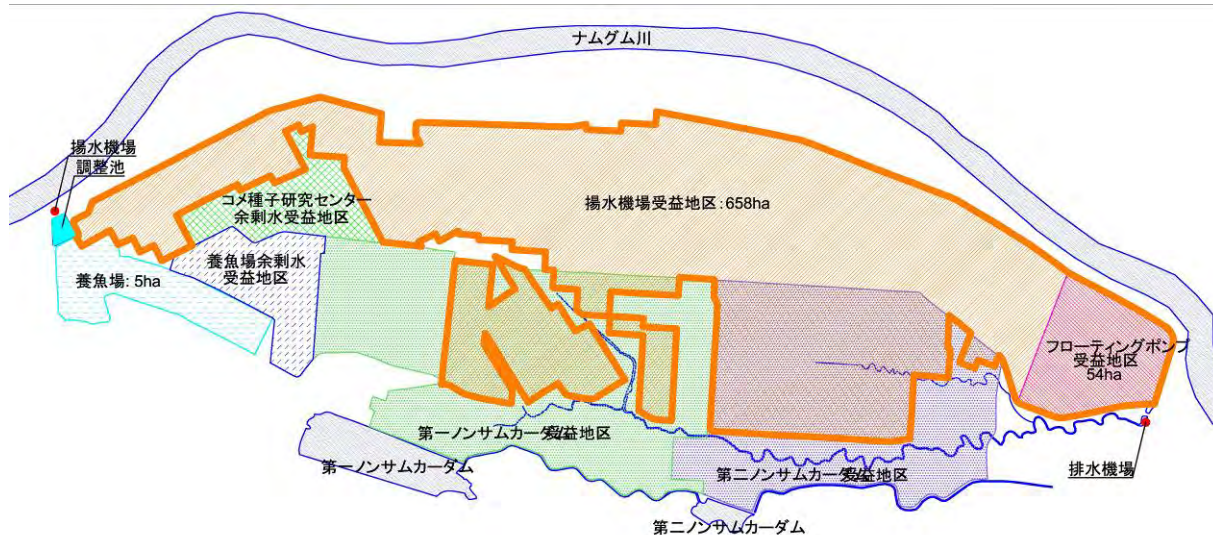 ナムグム川
揚水機場
調整池
コメ種子研究センター
余剰水受益地区
揚水機場受益地区:658ha
養魚場余剰水
受益地区
養魚場: 5ha
フローティングポンプ
受益地区
54ha
第一ノンサムカーダム受益地区
第一ノンサムカーダム
第二ノンサムカーダム受益地区
排水機場
第二ノンサムカーダム